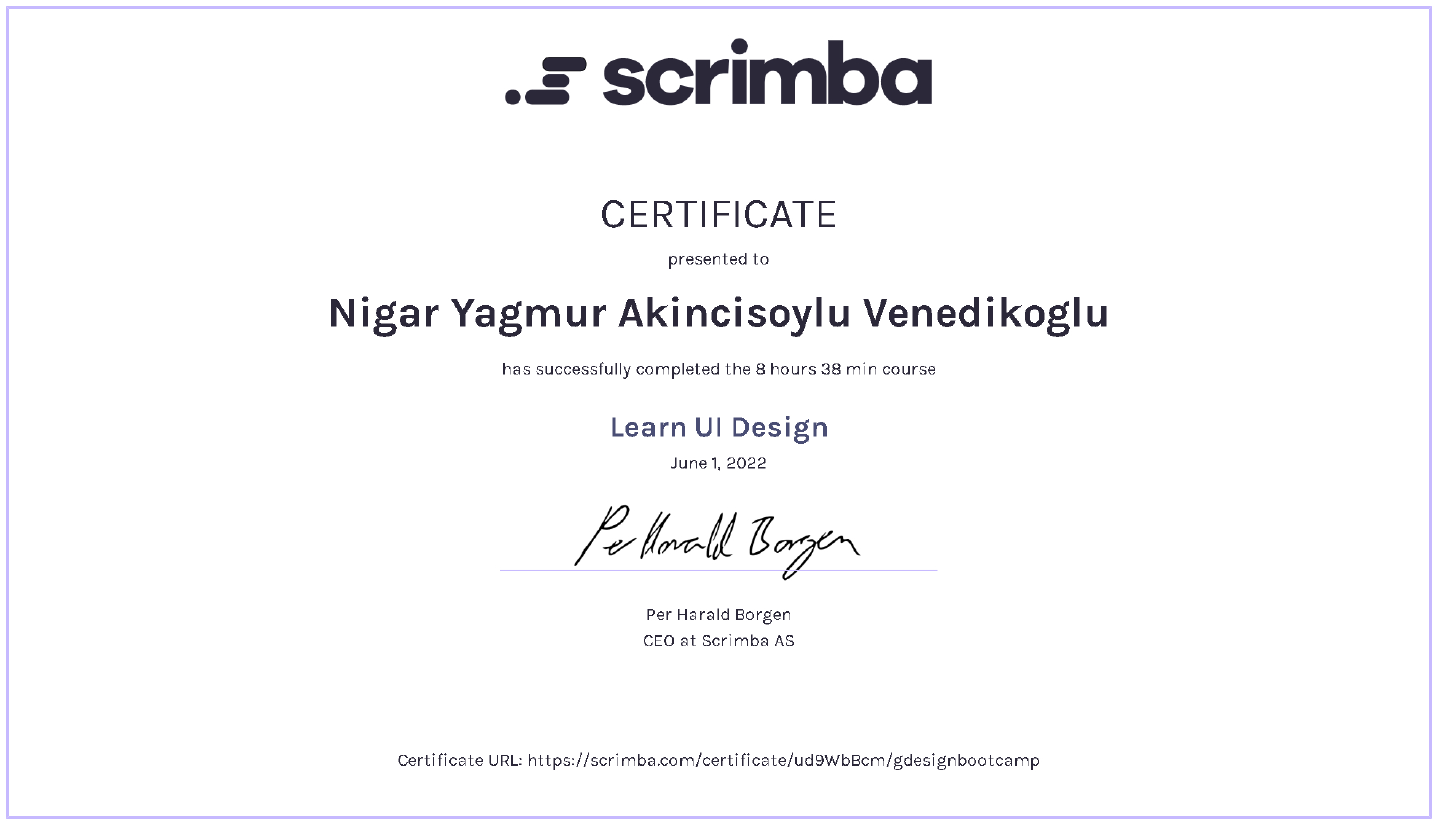 scrimba
CERTIFICATE
presented to
Nigar Yagmur Akincisoylu Venedikoglu
has successfully completed the 8 hours 38 min course
Learn UI Design
June 1, 2022
Per Harald Borgen
Per Harald Borgen
CEO at Scrimba AS
Certificate URL: https://scrimba.com/certificate/ud9WbBcm/gdesignbootcamp